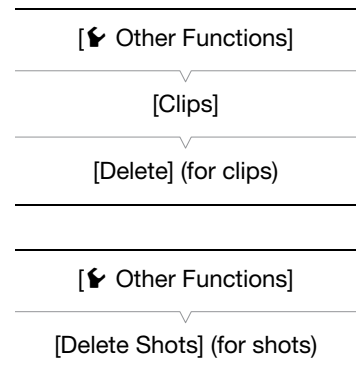 [ Other Functions]
[Clips]
[Delete] (for clips)
[ Other Functions]
[Delete Shots] (for shots)